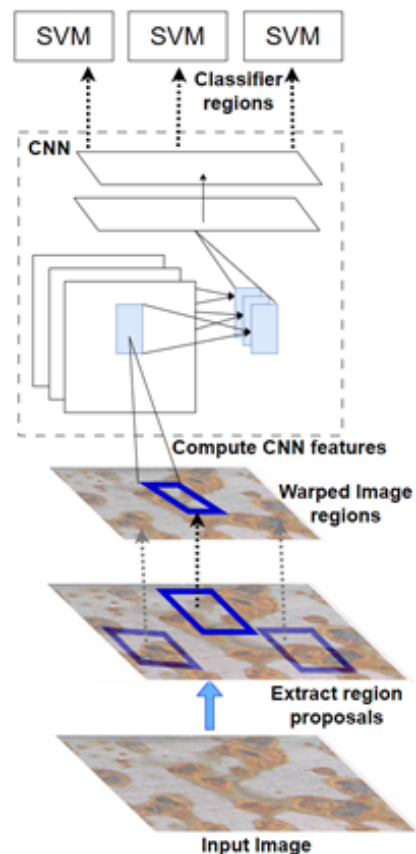 SVM SVM SVM
Classifier
regions
CNN
Compute CNN features
Warped Image
regions
Extract region
proposals
Input Image